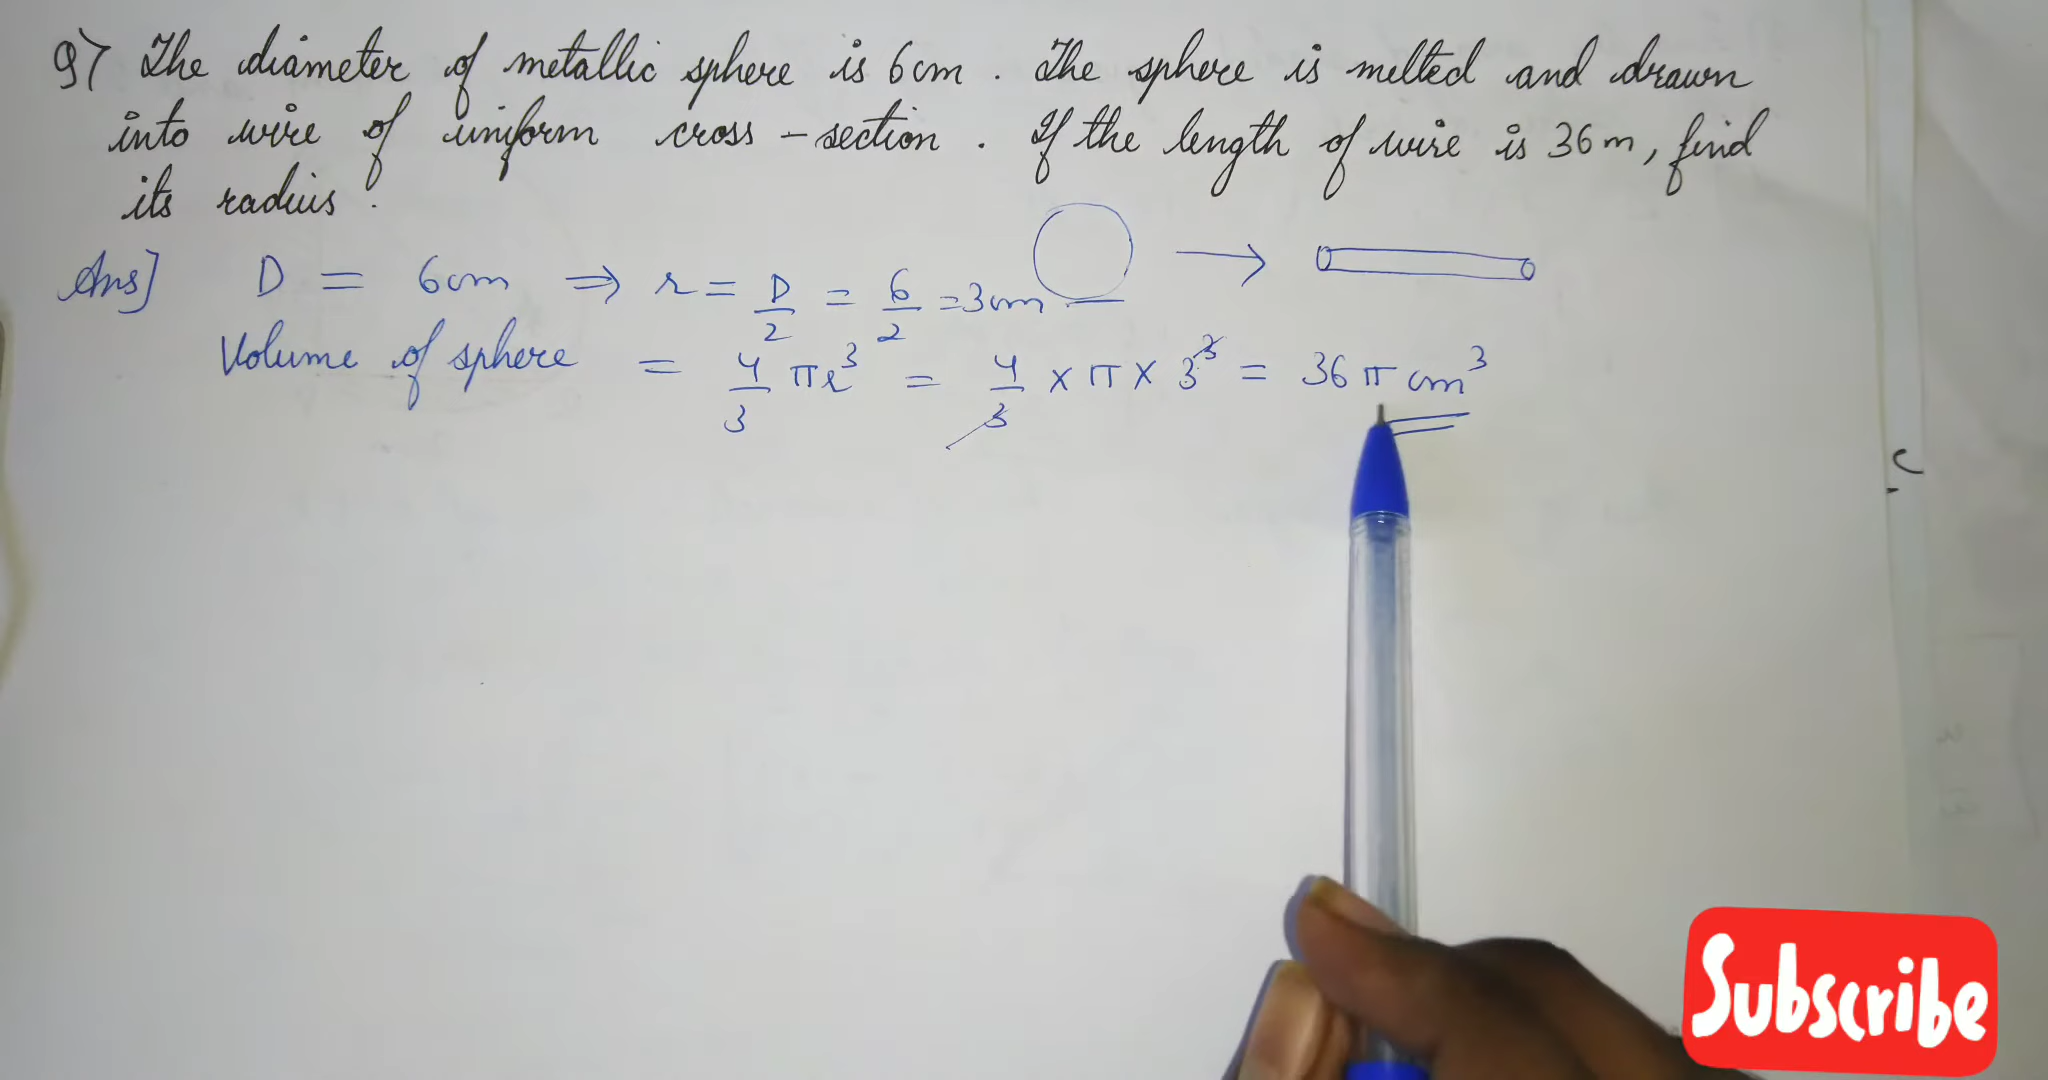 Q> The diameter of metallic sphere is 6cm. The sphere is melted and drawn
into wire of uniform cross-section. If the length of wire is 36m, find
its radius.
Ans] D = 6cm ⇒ r = D/2 = 6/2 = 3cm
Volume of sphere = 4/3 πr³ = 4/3 × π × 3³ = 36π cm³
Subscribe